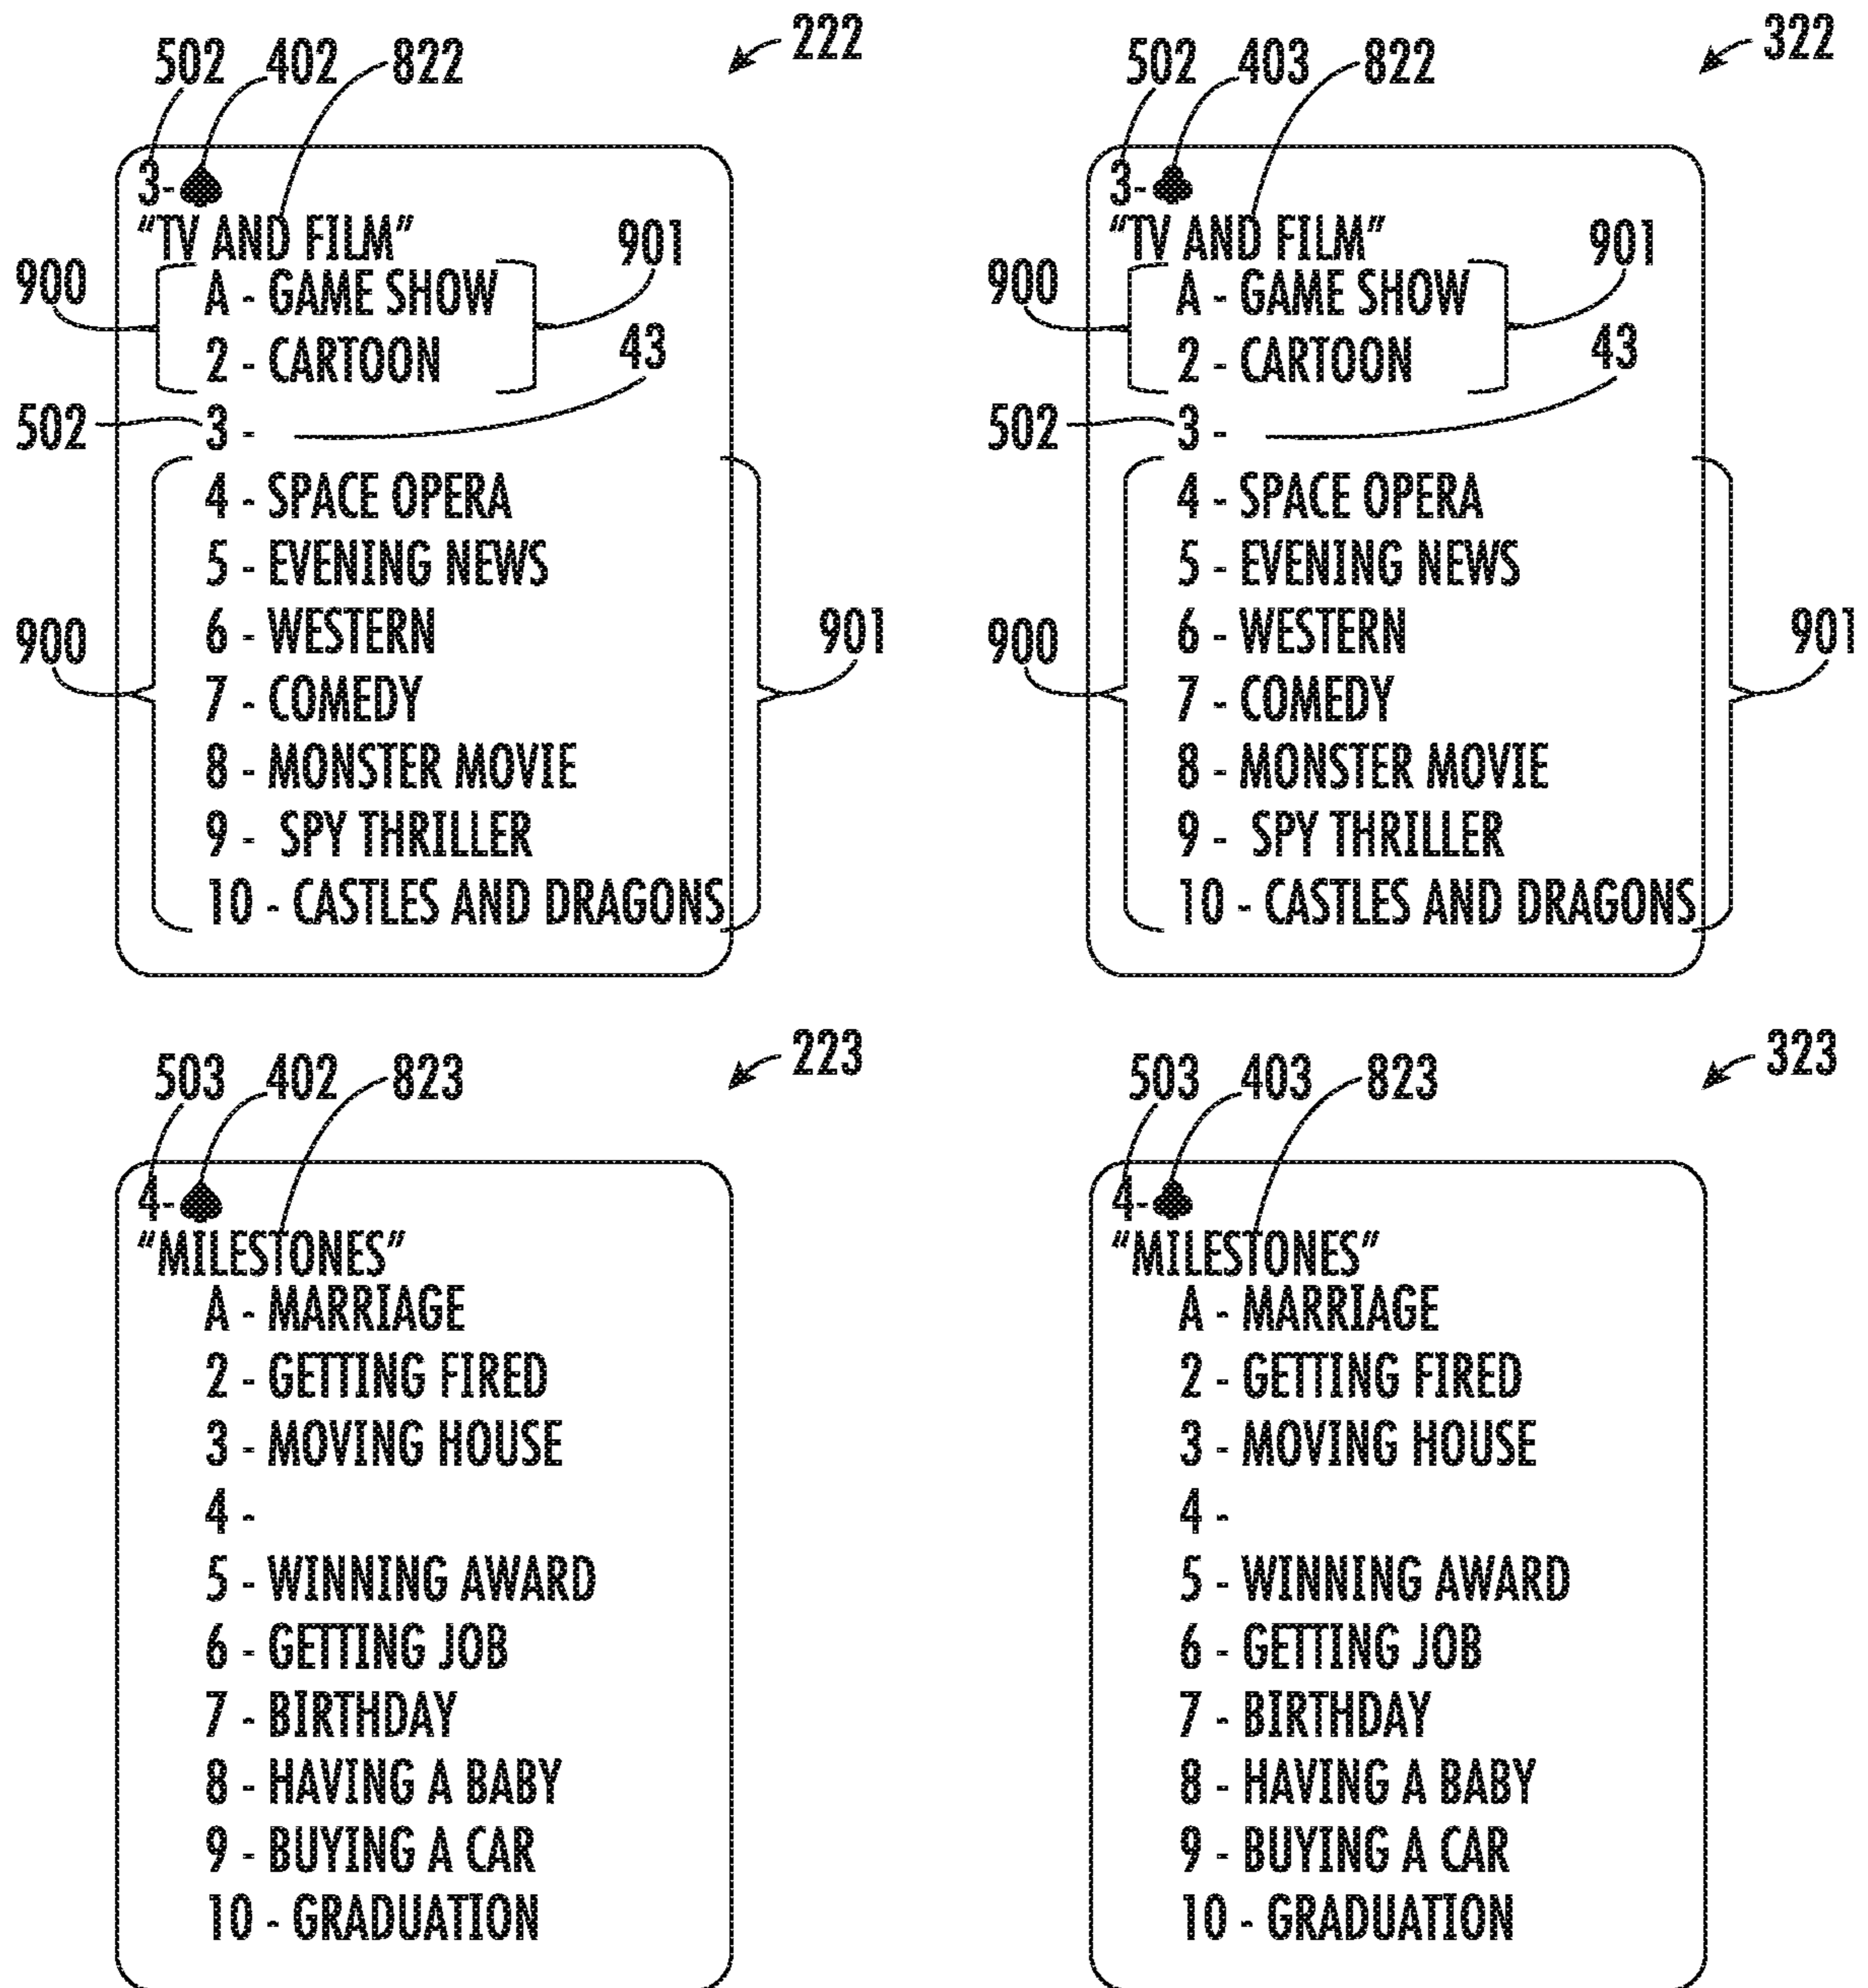 502 402 822 222
3-
"TV AND FILM"
900
901
A - GAME SHOW
2 - CARTOON
43
502
3 -
4 - SPACE OPERA
5 - EVENING NEWS
900
6 - WESTERN
901
7 - COMEDY
8 - MONSTER MOVIE
9 - SPY THRILLER
10 - CASTLES AND DRAGONS
502 403 822 322
3-
"TV AND FILM"
900
901
A - GAME SHOW
2 - CARTOON
43
502
3 -
4 - SPACE OPERA
5 - EVENING NEWS
900
6 - WESTERN
901
7 - COMEDY
8 - MONSTER MOVIE
9 - SPY THRILLER
10 - CASTLES AND DRAGONS
503 402 823 223
4-
"MILESTONES"
A - MARRIAGE
2 - GETTING FIRED
3 - MOVING HOUSE
4 -
5 - WINNING AWARD
6 - GETTING JOB
7 - BIRTHDAY
8 - HAVING A BABY
9 - BUYING A CAR
10 - GRADUATION
503 403 823 323
4-
"MILESTONES"
A - MARRIAGE
2 - GETTING FIRED
3 - MOVING HOUSE
4 -
5 - WINNING AWARD
6 - GETTING JOB
7 - BIRTHDAY
8 - HAVING A BABY
9 - BUYING A CAR
10 - GRADUATION